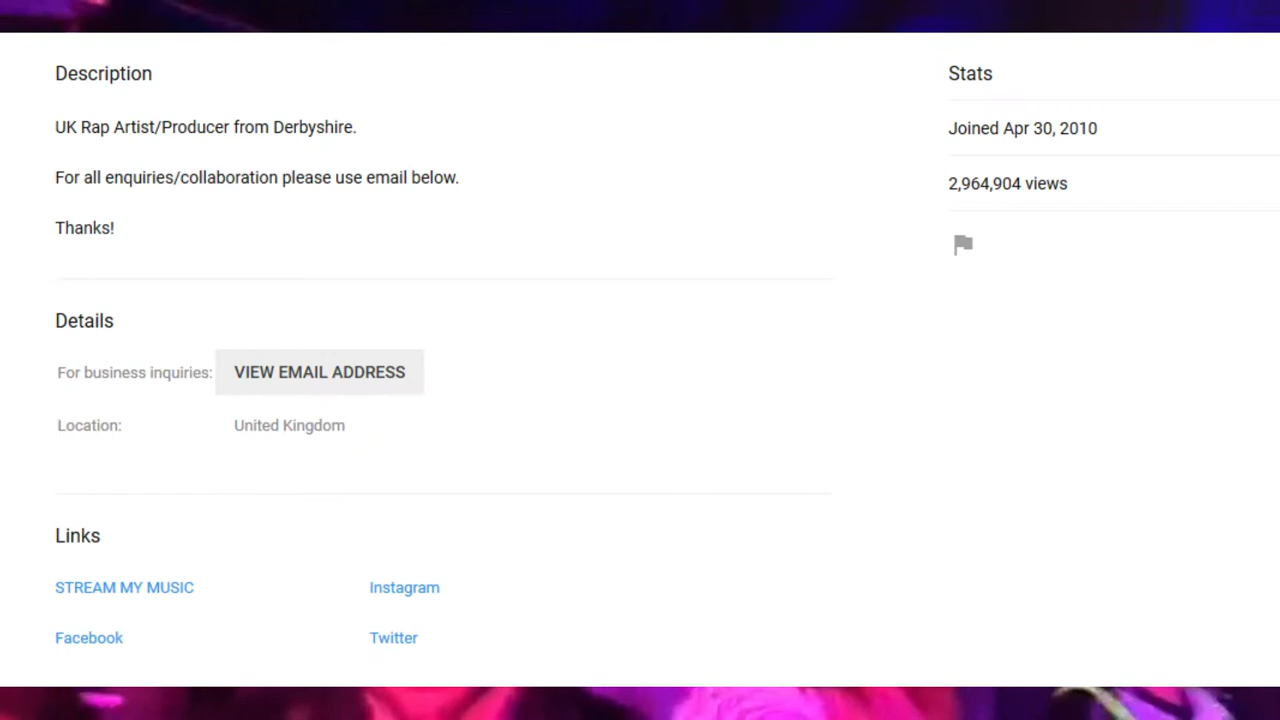 Description
UK Rap Artist/Producer from Derbyshire.
For all enquiries/collaboration please use email below.
Thanks!
Details
For business inquiries: VIEW EMAIL ADDRESS
Location: United Kingdom
Links
STREAM MY MUSIC Instagram
Facebook Twitter
Stats
Joined Apr 30, 2010
2,964,904 views